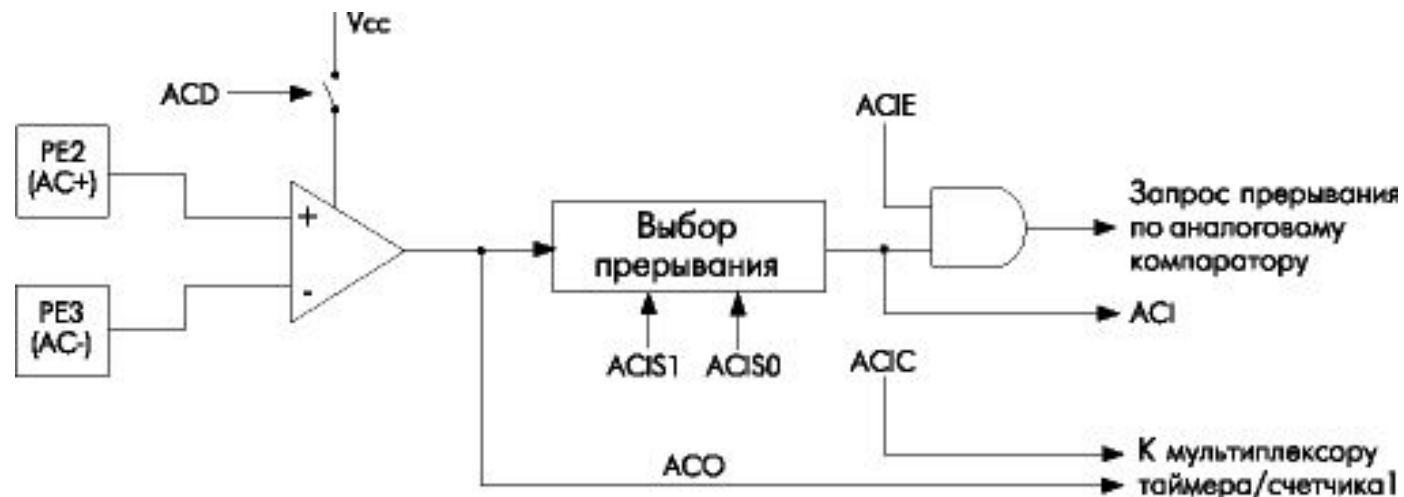 Vcc
ACD
ACIE
PE2
(AC+)
Запрос прерывания
по аналоговому
компаратору
+
Выбор
прерывания
-
PE3
(AC-)
ACI
ACIS1
ACIS0
ACIC
К мультиплексору
ACO
таймера/счетчика1